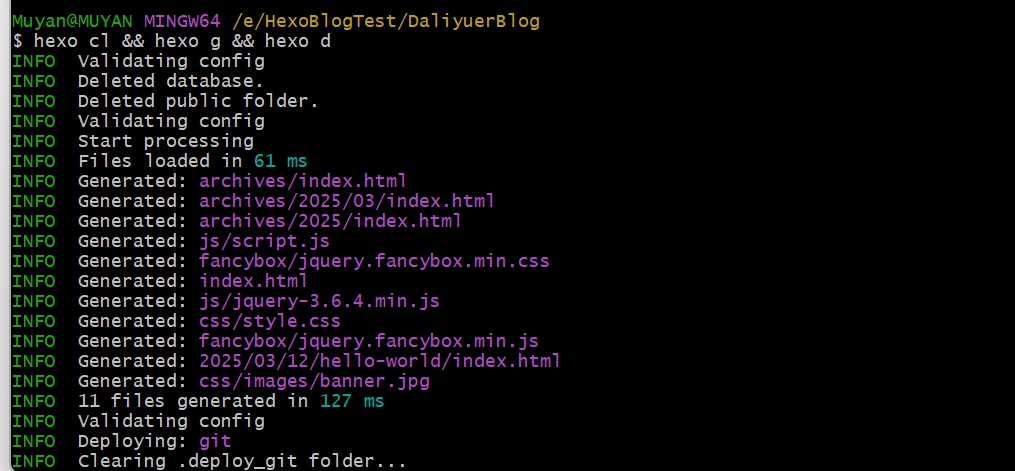 Muyan@MUYAN MINGW64 /e/HexoBlogTest/DaliyuerBlog
$ hexo cl && hexo g && hexo d
INFO  Validating config
INFO  Deleted database.
INFO  Deleted public folder.
INFO  Validating config
INFO  Start processing
INFO  Files loaded in 61 ms
INFO  Generated: archives/index.html
INFO  Generated: archives/2025/03/index.html
INFO  Generated: archives/2025/index.html
INFO  Generated: js/script.js
INFO  Generated: fancybox/jquery.fancybox.min.css
INFO  Generated: index.html
INFO  Generated: js/jquery-3.6.4.min.js
INFO  Generated: css/style.css
INFO  Generated: fancybox/jquery.fancybox.min.js
INFO  Generated: 2025/03/12/hello-world/index.html
INFO  Generated: css/images/banner.jpg
INFO  11 files generated in 127 ms
INFO  Validating config
INFO  Deploying: git
INFO  Clearing .deploy_git folder...